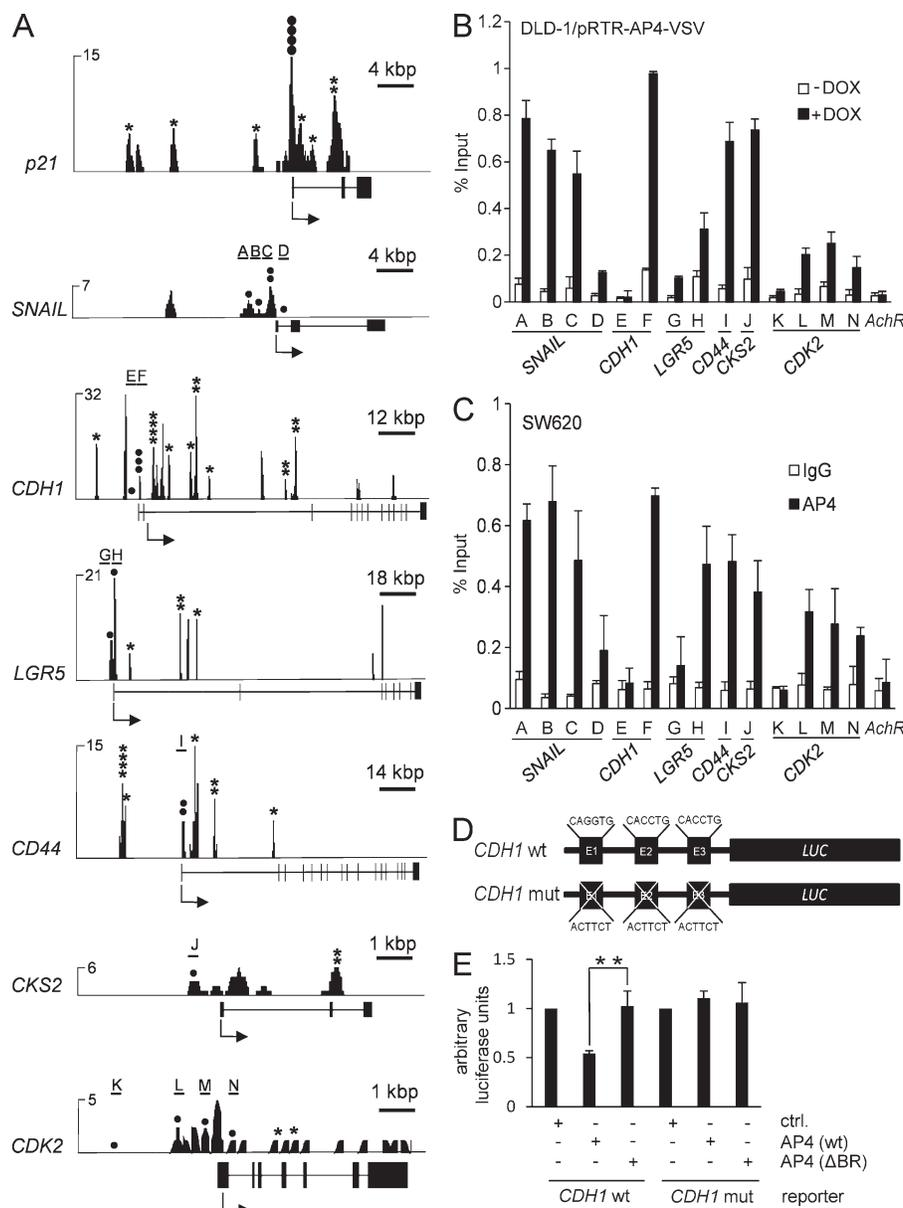 A
p21
15
4 kbp
SNAIL
7
A B C D
4 kbp
CDH1
32
E F
12 kbp
LGR5
21
G H
18 kbp
CD44
15
I
14 kbp
CKS2
6
J
1 kbp
CDK2
5
K L M N
1 kbp
B
DLD-1/pRTR-AP4-VSV
% Input
1.2
1
0.8
0.6
0.4
0.2
0
-DOX
+DOX
A B C D E F G H I J K L M N AchR
SNAIL CDH1 LGR5 CD44 CKS2 CDK2
C
SW620
% Input
1
0.8
0.6
0.4
0.2
0
IgG
AP4
A B C D E F G H I J K L M N AchR
SNAIL CDH1 LGR5 CD44 CKS2 CDK2
D
CAGGTG CACCTG CACCTG
CDH1 wt E1 E2 E3 LUC
CDH1 mut E1 E2 E3 LUC
ACTTCT ACTTCT ACTTCT
E
arbitrary
luciferase units
1.5
1
0.5
0
**
+ - - + - - ctrl.
- + - - + - AP4 (wt)
- - + - - + AP4 (ΔBR)
CDH1 wt CDH1 mut reporter